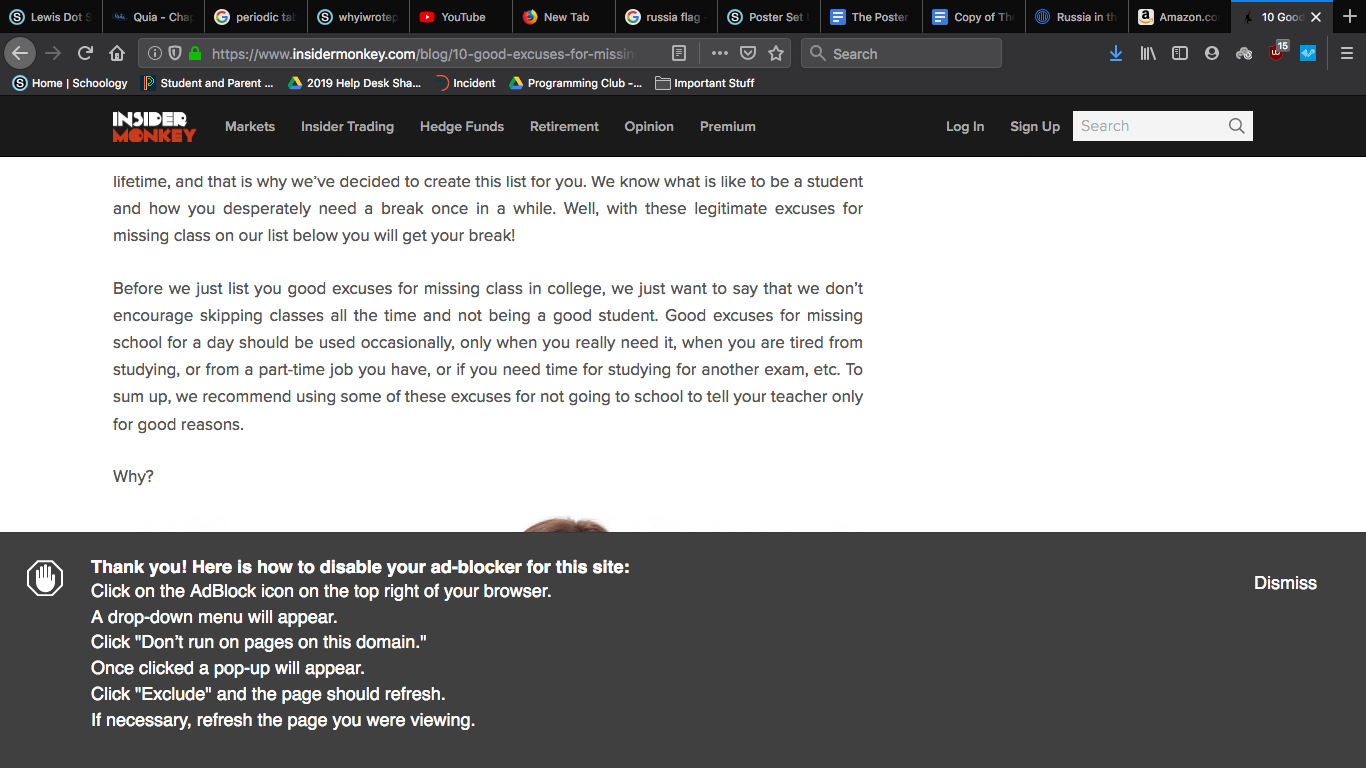 Lewis Dot S Quia - Cha periodic ta whyiwrotep YouTube New Tab russia flag - Poster Set The Poster Copy of Th Russia in th Amazon.co 10 Good
https://www.insidermonkey.com/blog/10-good-excuses-for-missin Search 15
Home | Schoology Student and Parent ... 2019 Help Desk Sha... Incident Programming Club -... Important Stuff
INSIDER MONKEY Markets Insider Trading Hedge Funds Retirement Opinion Premium Log In Sign Up Search
lifetime, and that is why we've decided to create this list for you. We know what is like to be a student
and how you desperately need a break once in a while. Well, with these legitimate excuses for
missing class on our list below you will get your break!
Before we just list you good excuses for missing class in college, we just want to say that we don't
encourage skipping classes all the time and not being a good student. Good excuses for missing
school for a day should be used occasionally, only when you really need it, when you are tired from
studying, or from a part-time job you have, or if you need time for studying for another exam, etc. To
sum up, we recommend using some of these excuses for not going to school to tell your teacher only
for good reasons.
Why?
Thank you! Here is how to disable your ad-blocker for this site:
Click on the AdBlock icon on the top right of your browser.
Dismiss
A drop-down menu will appear.
Click "Don't run on pages on this domain."
Once clicked a pop-up will appear.
Click "Exclude" and the page should refresh.
If necessary, refresh the page you were viewing.